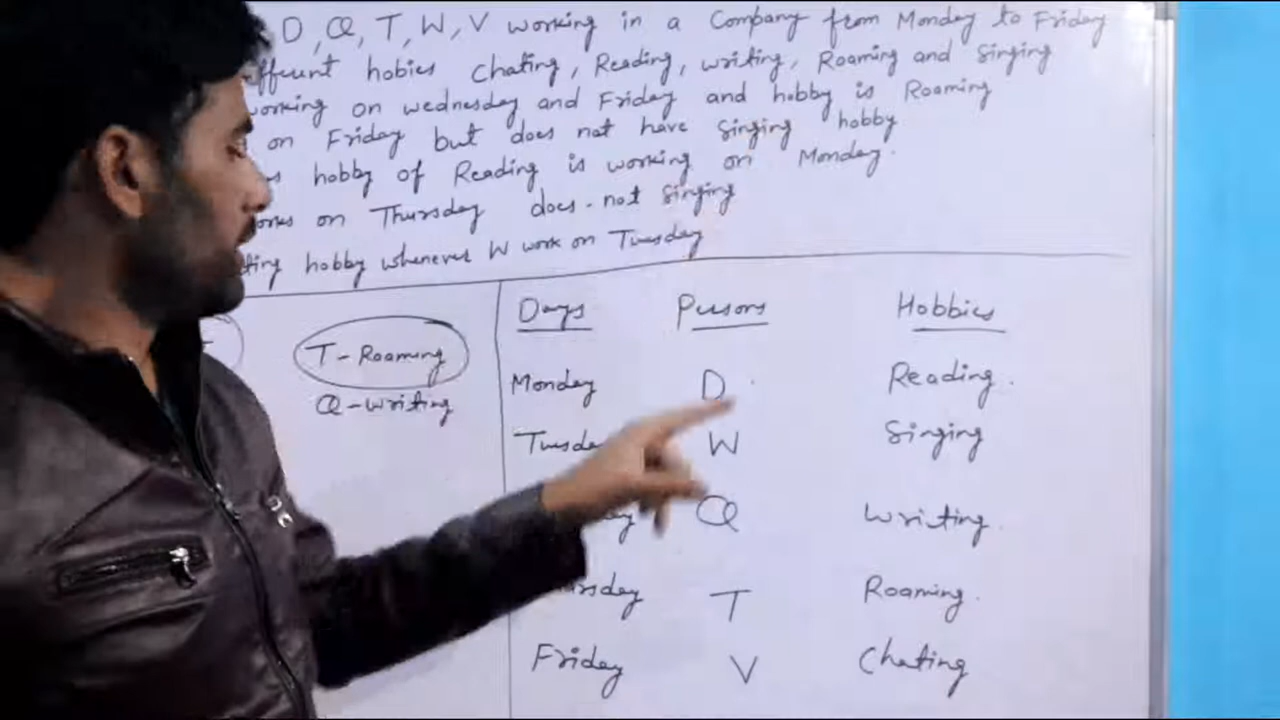 D, Q, T, W, V working in a Company from Monday to Friday
hobies Chating, Reading, writing, Roaming and Singing
on wednesday and Friday and hobby is Roaming
on Friday but does not have Singing hobby
hobby of Reading is working on Monday.
on Thursday does not Singing
hobby whenever W work on Tuesday
Days Persons Hobbies
T-Roaming
Q-writing
Monday D Reading.
W Singing
Q Writing.
T Roaming.
Friday V Chating